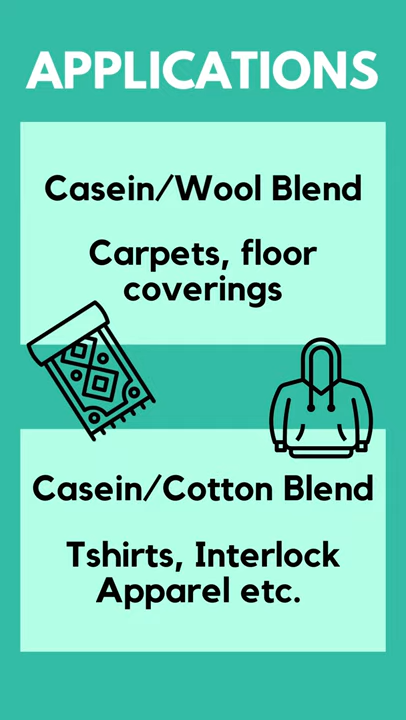 APPLICATIONS
Casein/Wool Blend
Carpets, floor
coverings
Casein/Cotton Blend
Tshirts, Interlock
Apparel etc.